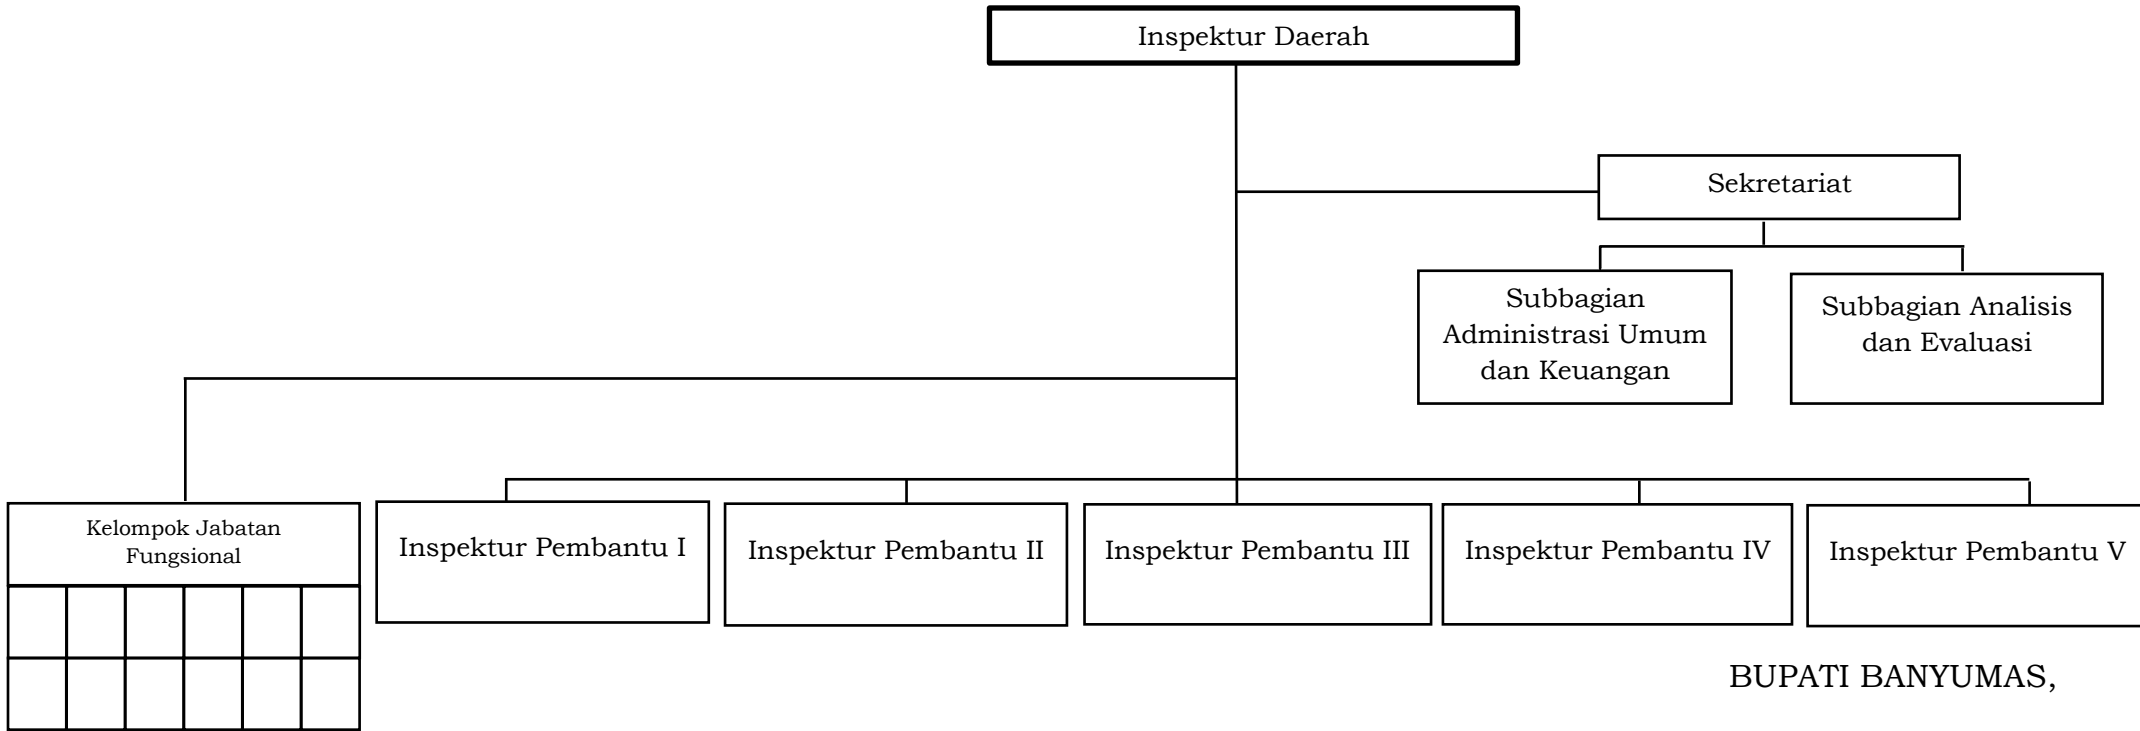 Inspektur Daerah
Sekretariat
Subbagian
Administrasi Umum
dan Keuangan
Subbagian Analisis
dan Evaluasi
Kelompok Jabatan
Fungsional
Inspektur Pembantu I
Inspektur Pembantu II
Inspektur Pembantu III
Inspektur Pembantu IV
Inspektur Pembantu V
BUPATI BANYUMAS,